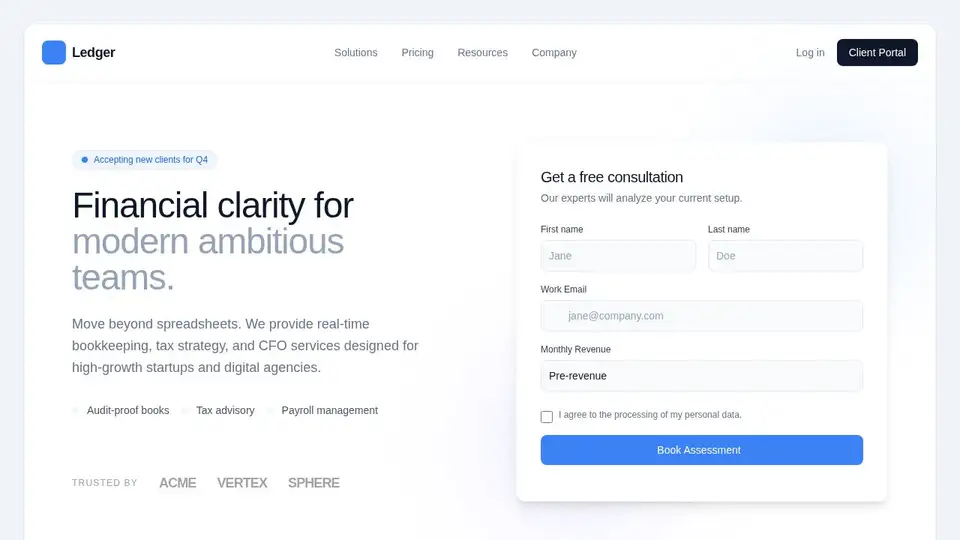 Ledger
Solutions
Pricing
Resources
Company
Log in
Client Portal
Accepting new clients for Q4
Financial clarity for
modern ambitious
teams.
Move beyond spreadsheets. We provide real-time
bookkeeping, tax strategy, and CFO services designed for
high-growth startups and digital agencies.
Audit-proof books
Tax advisory
Payroll management
TRUSTED BY
ACME
VERTEX
SPHERE
Get a free consultation
Our experts will analyze your current setup.
First name
Last name
Jane
Doe
Work Email
jane@company.com
Monthly Revenue
Pre-revenue
I agree to the processing of my personal data.
Book Assessment